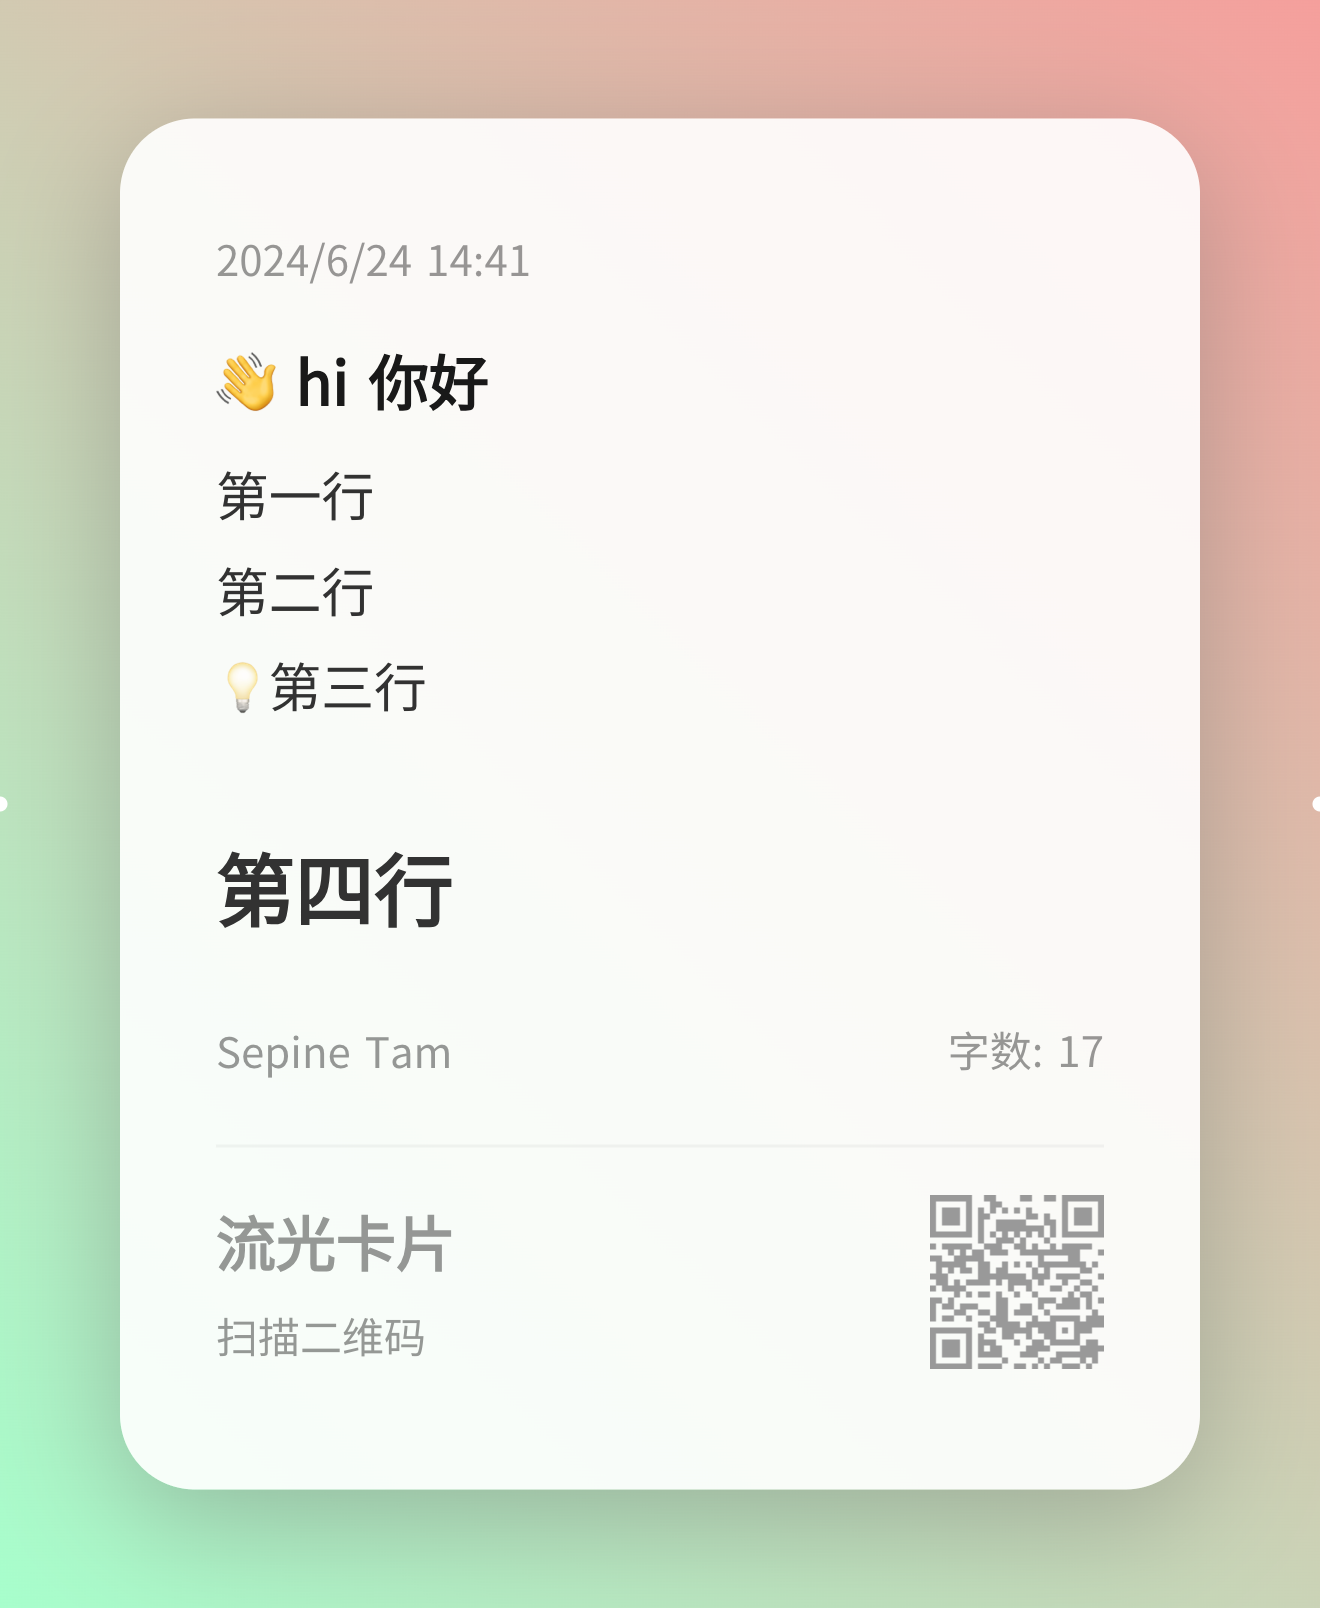 2024/6/24 14:41
👋 hi 你好
第一行
第二行
💡第三行
第四行
Sepine Tam 字数: 17
流光卡片
扫描二维码